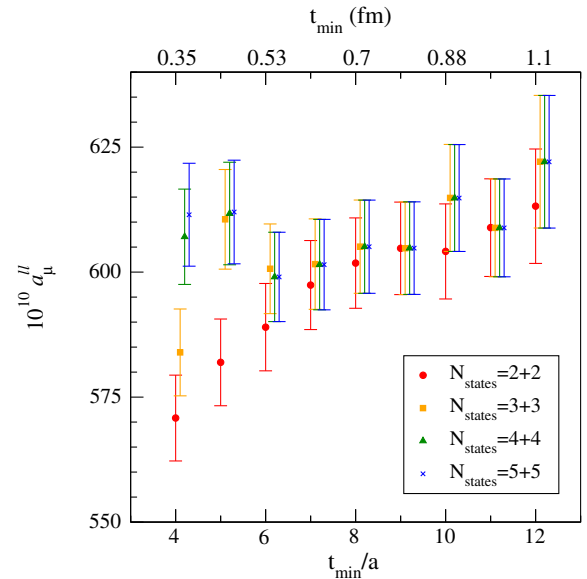 t_min (fm)
0.35 0.53 0.7 0.88 1.1
625
600
575
550
10^10 a_μ^ll
N_states=2+2
N_states=3+3
N_states=4+4
N_states=5+5
4 6 8 10 12
t_min/a